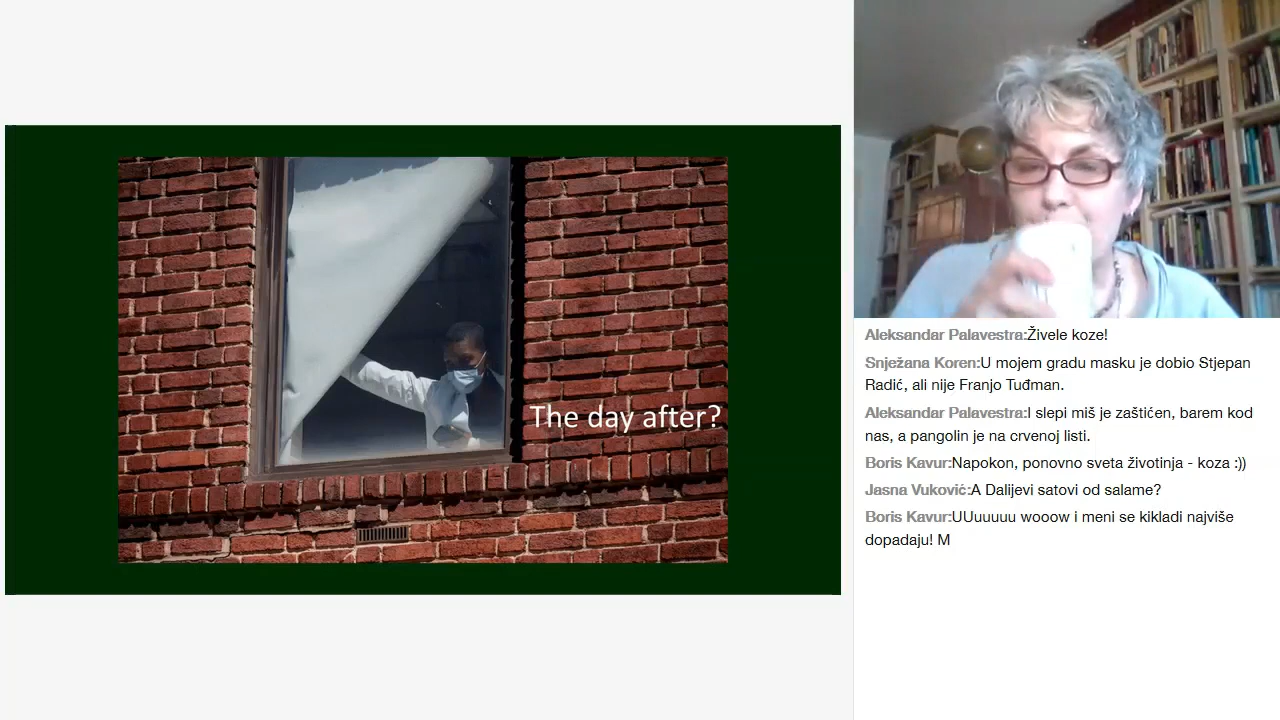 The day after?
Aleksandar Palavestra:Živele koze!
Snježana Koren:U mojem gradu masku je dobio Stjepan
Radić, ali nije Franjo Tuđman.
Aleksandar Palavestra:I slepi miš je zaštićen, barem kod
nas, a pangolin je na crvenoj listi.
Boris Kavur:Napokon, ponovno sveta životinja - koza :))
Jasna Vuković:A Dalijevi satovi od salame?
Boris Kavur:UUuuuuu wooow i meni se kikladi najviše
dopadaju! M